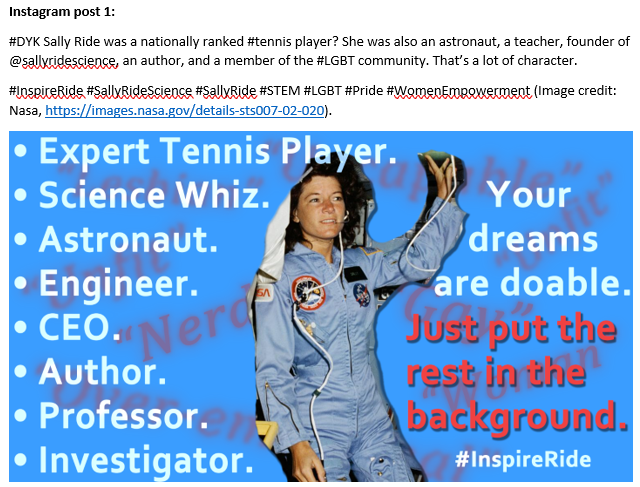 Instagram post 1:
#DYK Sally Ride was a nationally ranked #tennis player? She was also an astronaut, a teacher, founder of
@sallyridescience, an author, and a member of the #LGBT community. That's a lot of character.
#InspireRide #SallyRideScience #SallyRide #STEM #LGBT #Pride #WomenEmpowerment (Image credit:
Nasa, https://images.nasa.gov/details-sts007-02-020).
• Expert Tennis Player.
• Science Whiz.
• Astronaut.
• Engineer.
• CEO.
• Author.
• Professor.
• Investigator.
Your
dreams
are doable.
Just put the
rest in the
background.
#InspireRide
"Unfit"
"Nerd
Gay"
"Woman
"Unfit"